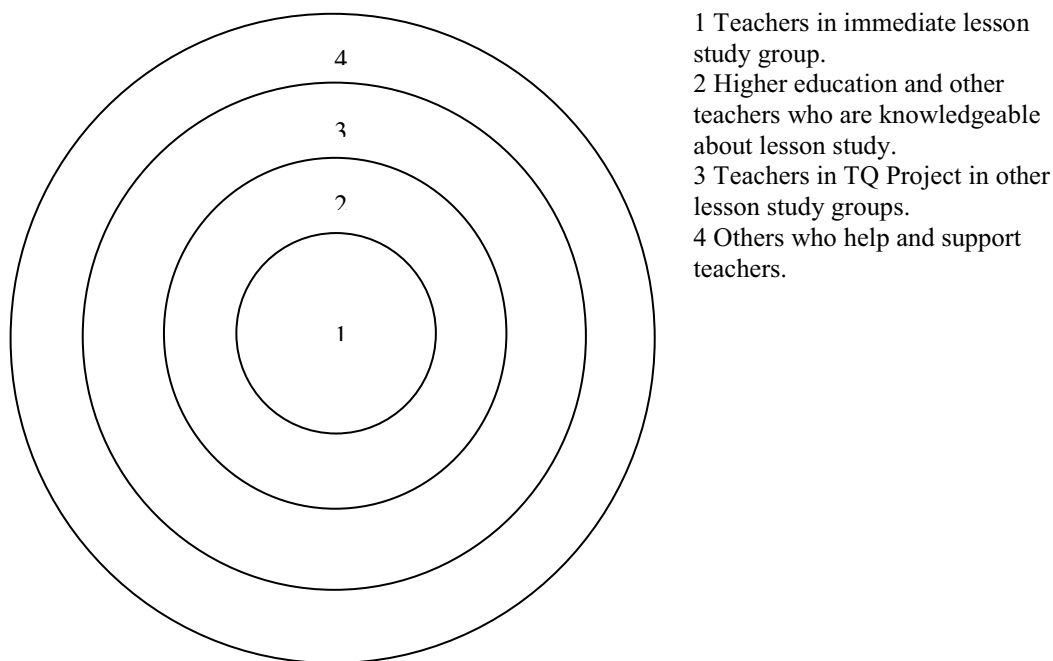 4
3
2
1
1 Teachers in immediate lesson
study group.
2 Higher education and other
teachers who are knowledgeable
about lesson study.
3 Teachers in TQ Project in other
lesson study groups.
4 Others who help and support
teachers.